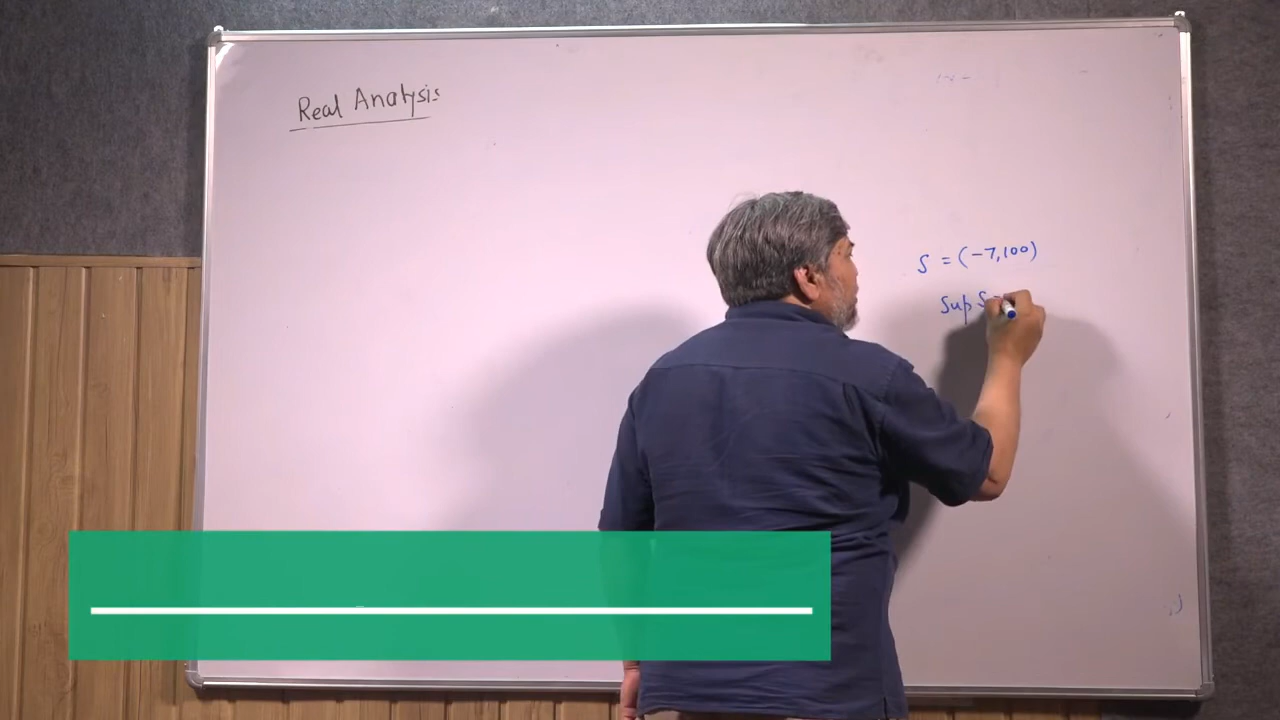 Real Analysis
S = (-7,100)
Sup S =